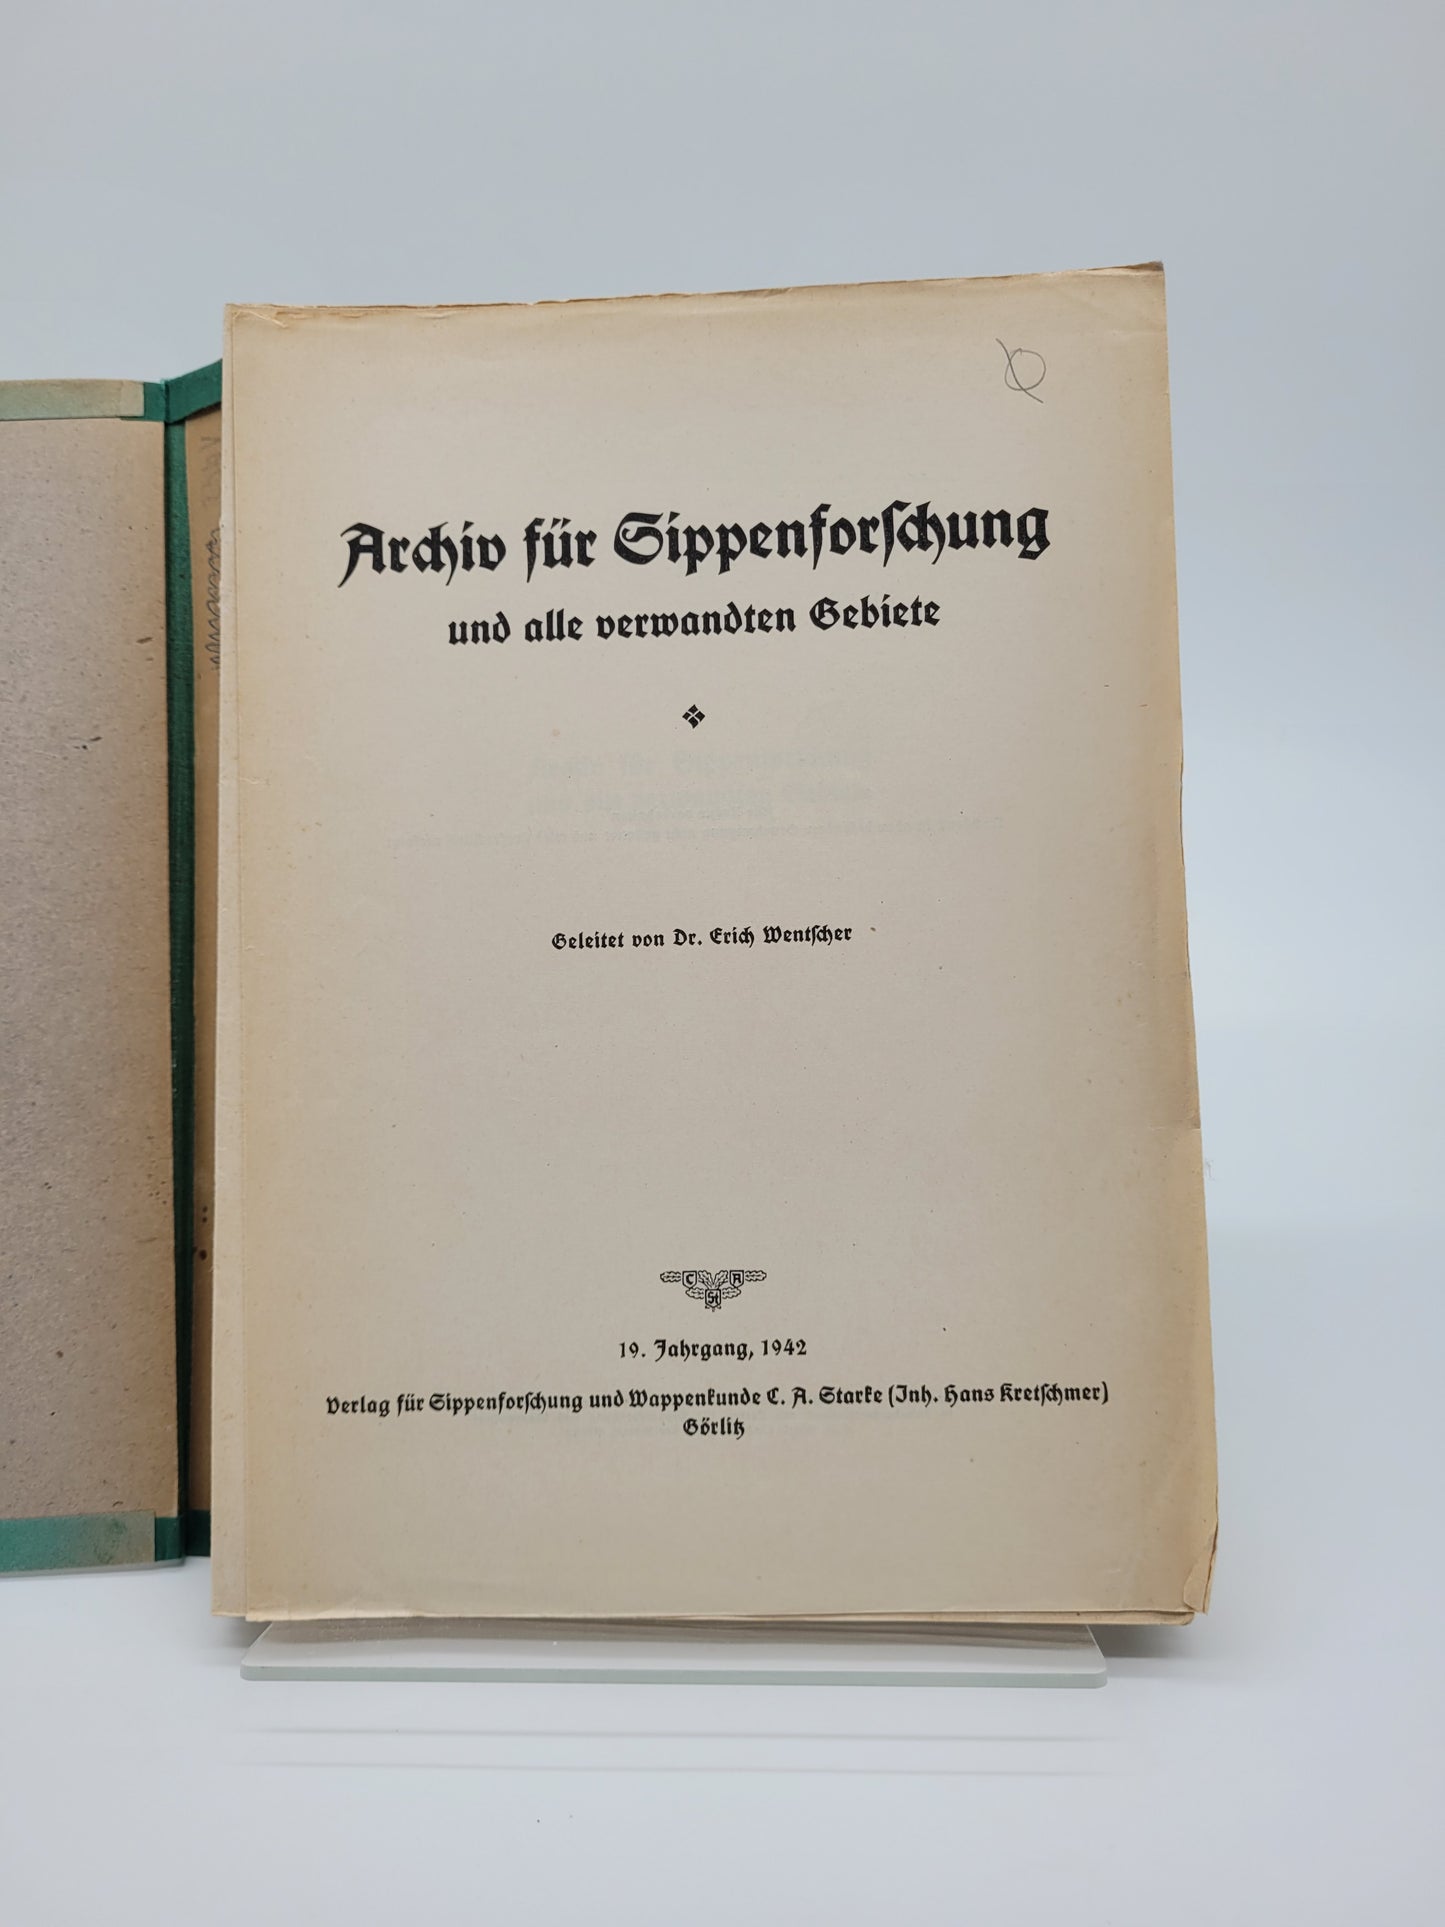 Archiv für Sippenforschung
und alle verwandten Gebiete
Geleitet von Dr. Erich Wentscher
C A
St
19. Jahrgang, 1942
Verlag für Sippenforschung und Wappenkunde C. A. Starke (Inh. Hans Kretschmer)
Görlitz